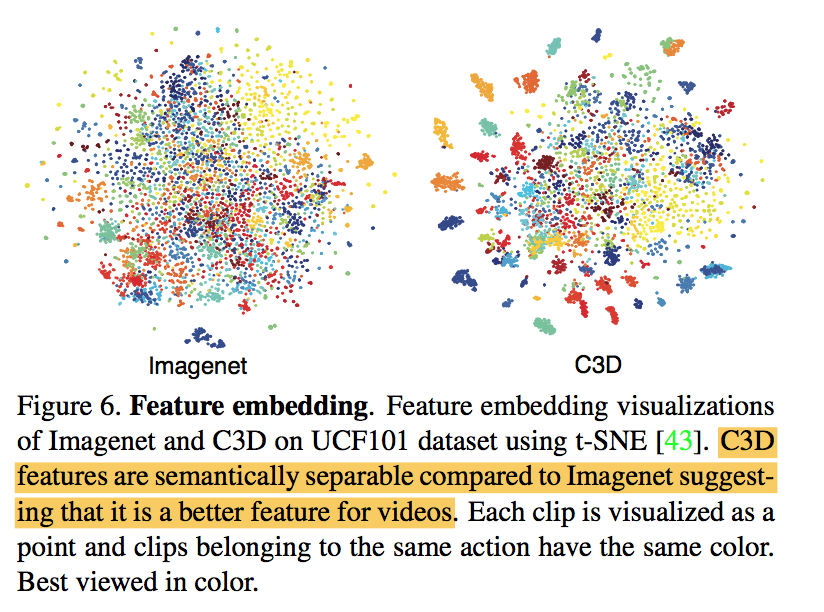 Imagenet
C3D
Figure 6. Feature embedding. Feature embedding visualizations
of Imagenet and C3D on UCF101 dataset using t-SNE [43]. C3D
features are semantically separable compared to Imagenet suggest-
ing that it is a better feature for videos. Each clip is visualized as a
point and clips belonging to the same action have the same color.
Best viewed in color.